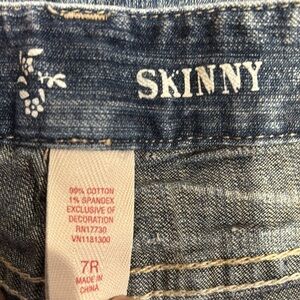 SKINNY
99% COTTON
1% SPANDEX
EXCLUSIVE OF
DECORATION
RN17730
VN1181300
7R
MADE IN
CHINA